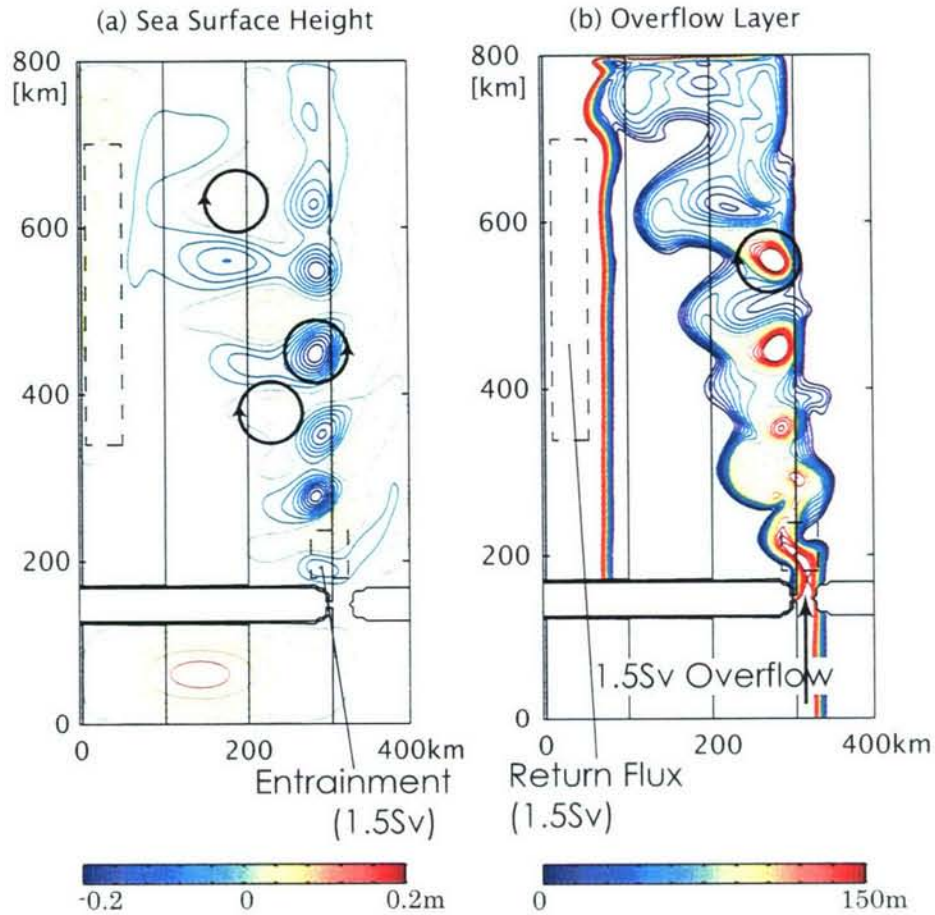 (a) Sea Surface Height
(b) Overflow Layer
800
[km]
600
400
200
0
0
200
400km
800
[km]
600
400
200
0
0
200
400km
1.5Sv Overflow
Entrainment
(1.5Sv)
Return Flux
(1.5Sv)
-0.2
0
0.2m
0
150m